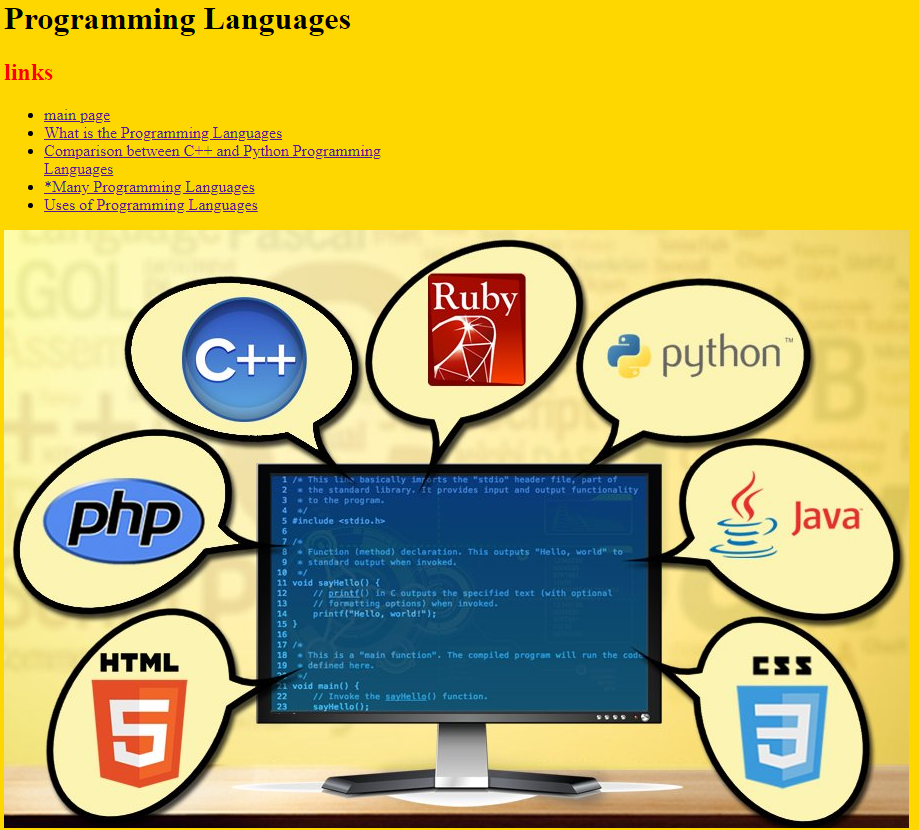 Programming Languages
links
main page
What is the Programming Languages
Comparison between C++ and Python Programming
Languages
*Many Programming Languages
Uses of Programming Languages
Ruby
C++
python™
php
Java
HTML
5
CSS
3
1 /* This line basically imports the "stdio" header file, part of
2 * the standard library. It provides input and output functionality
3 * to the program.
4 */
5 #include <stdio.h>
6
7 /*
8 * Function (method) declaration. This outputs "Hello, world" to
9 * standard output when invoked.
10 */
11 void sayHello() {
12 // printf() in C outputs the specified text (with optional
13 // formatting options) when invoked.
14 printf("Hello, world!");
15 }
16
17 /*
18 * This is a "main function". The compiled program will run the code
19 * defined here.
20 */
21 void main() {
22 // Invoke the sayHello() function.
23 sayHello();